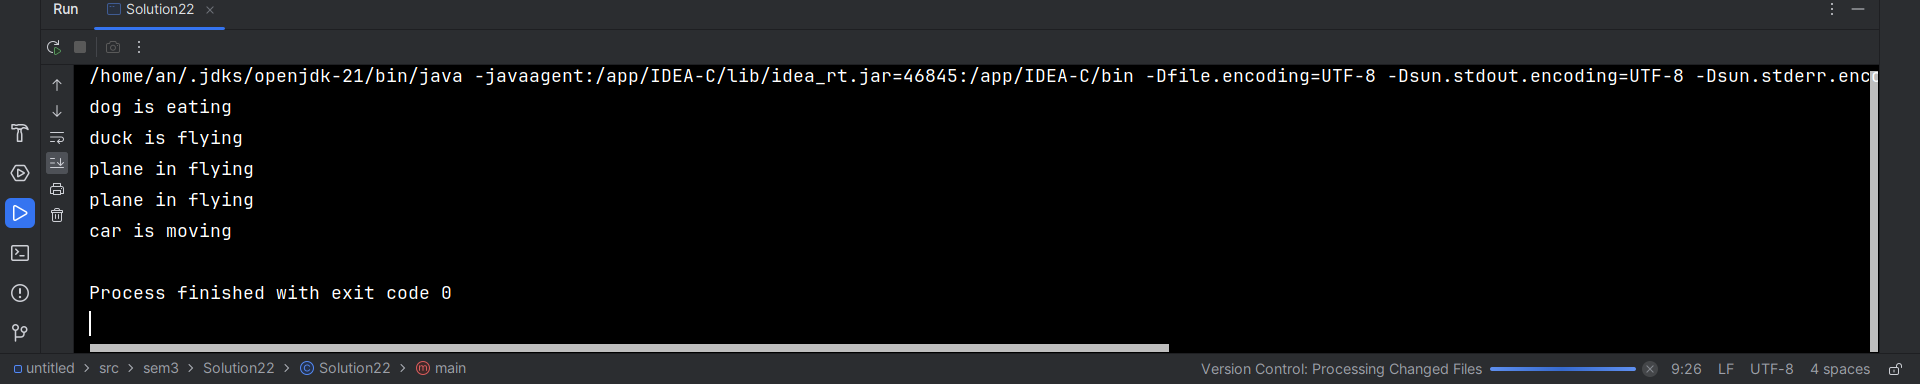 Run Solution22
/home/an/.jdks/openjdk-21/bin/java -javaagent:/app/IDEA-C/lib/idea_rt.jar=46845:/app/IDEA-C/bin -Dfile.encoding=UTF-8 -Dsun.stdout.encoding=UTF-8 -Dsun.stderr.enc
dog is eating
duck is flying
plane in flying
plane in flying
car is moving
Process finished with exit code 0
untitled > src > sem3 > Solution22 > Solution22 > main Version Control: Processing Changed Files 9:26 LF UTF-8 4 spaces